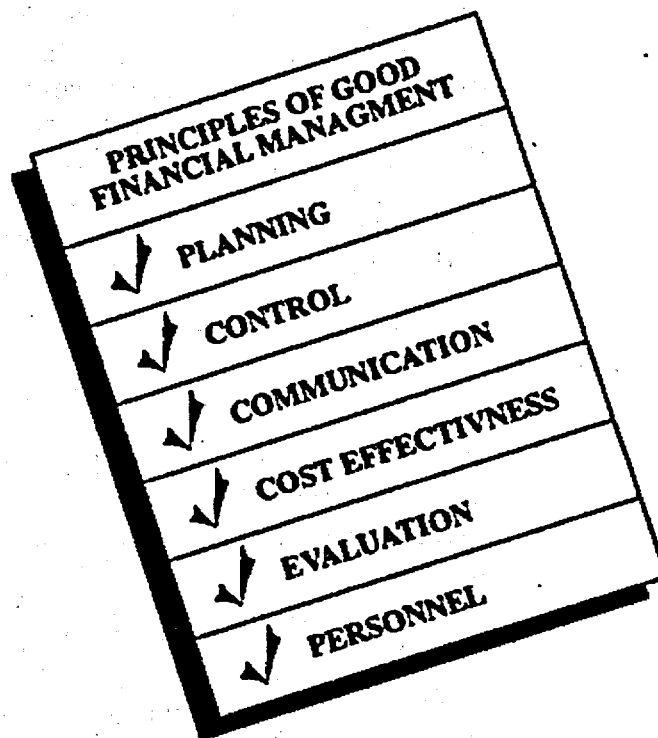 PRINCIPLES OF GOOD
FINANCIAL MANAGMENT
PLANNING
CONTROL
COMMUNICATION
COST EFFECTIVNESS
EVALUATION
PERSONNEL